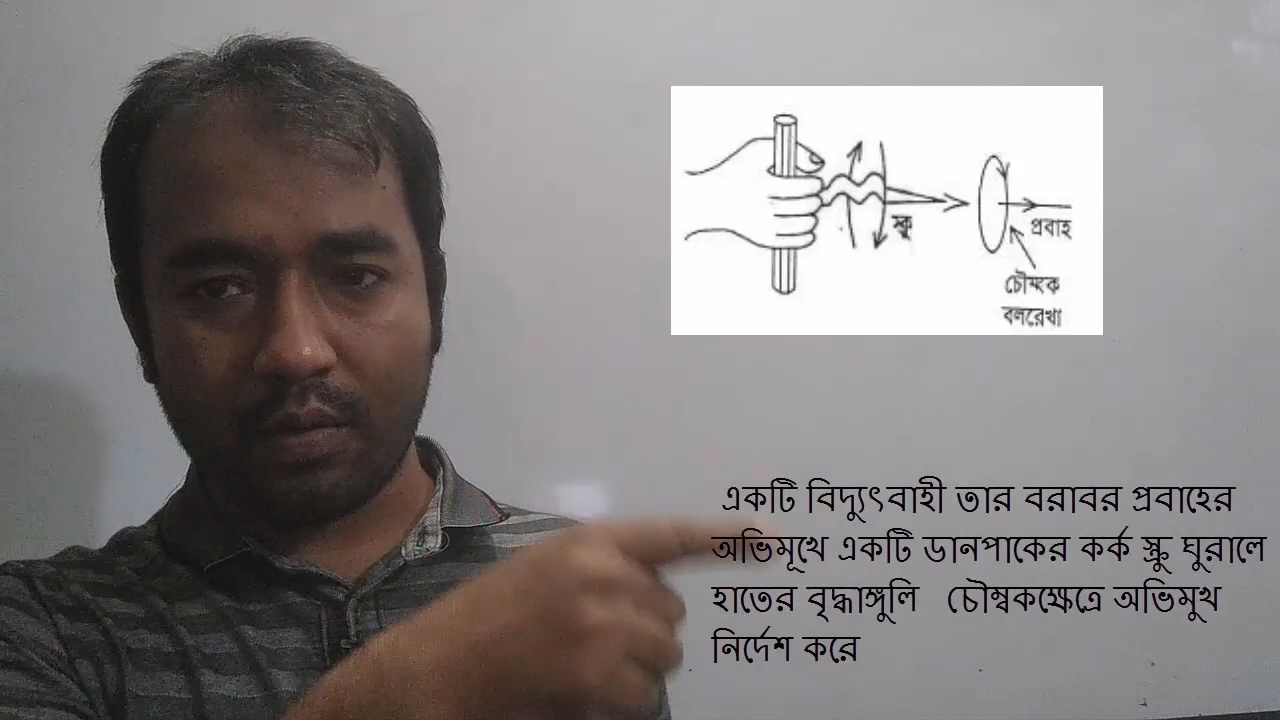 স্ক্রু
প্রবাহ
চৌম্বক
বলরেখা
একটি বিদ্যুৎবাহী তার বরাবর প্রবাহের
অভিমূখে একটি ডানপাকের কর্ক স্ক্রু ঘুরালে
হাতের বৃদ্ধাঙ্গুলি চৌম্বকক্ষেত্রে অভিমুখ
নির্দেশ করে